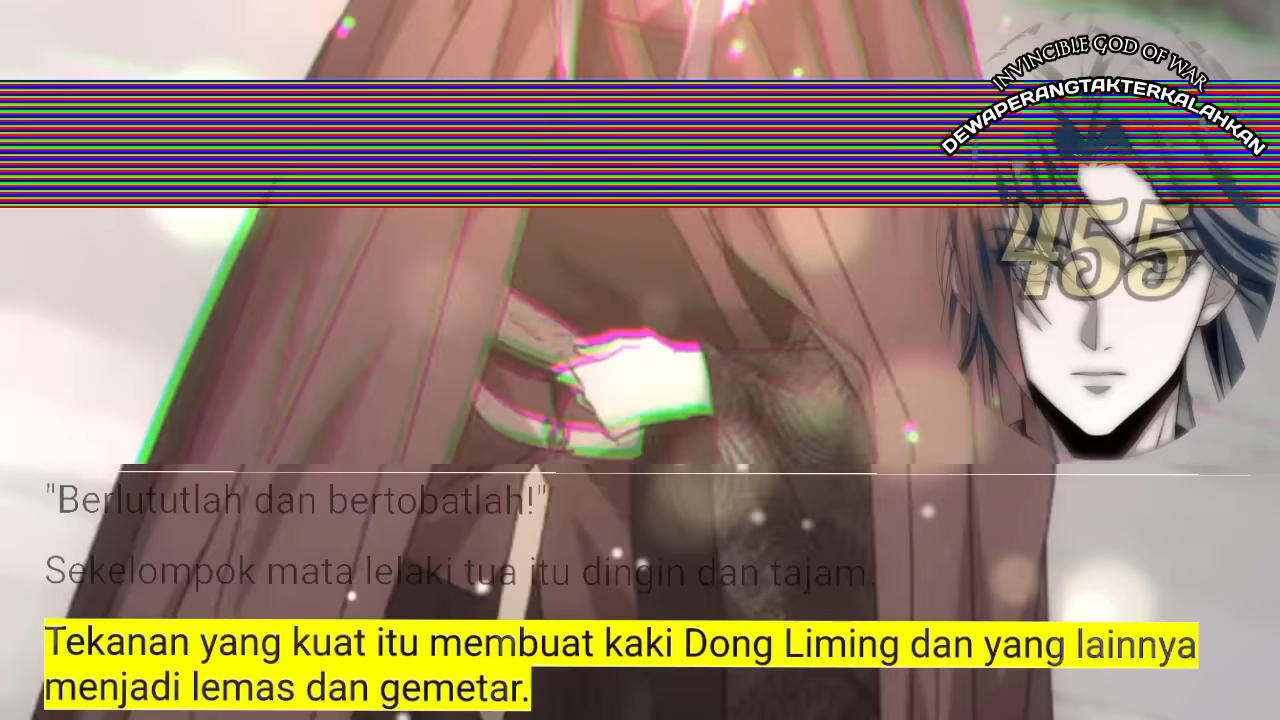 INVINCIBLE GOD OF WAR
DEWAPERANGTAKTERKALAHKAN
455
"Berlututlah dan bertobatlah!"
Sekelompok mata lelaki tua itu dingin dan tajam.
Tekanan yang kuat itu membuat kaki Dong Liming dan yang lainnya
menjadi lemas dan gemetar.